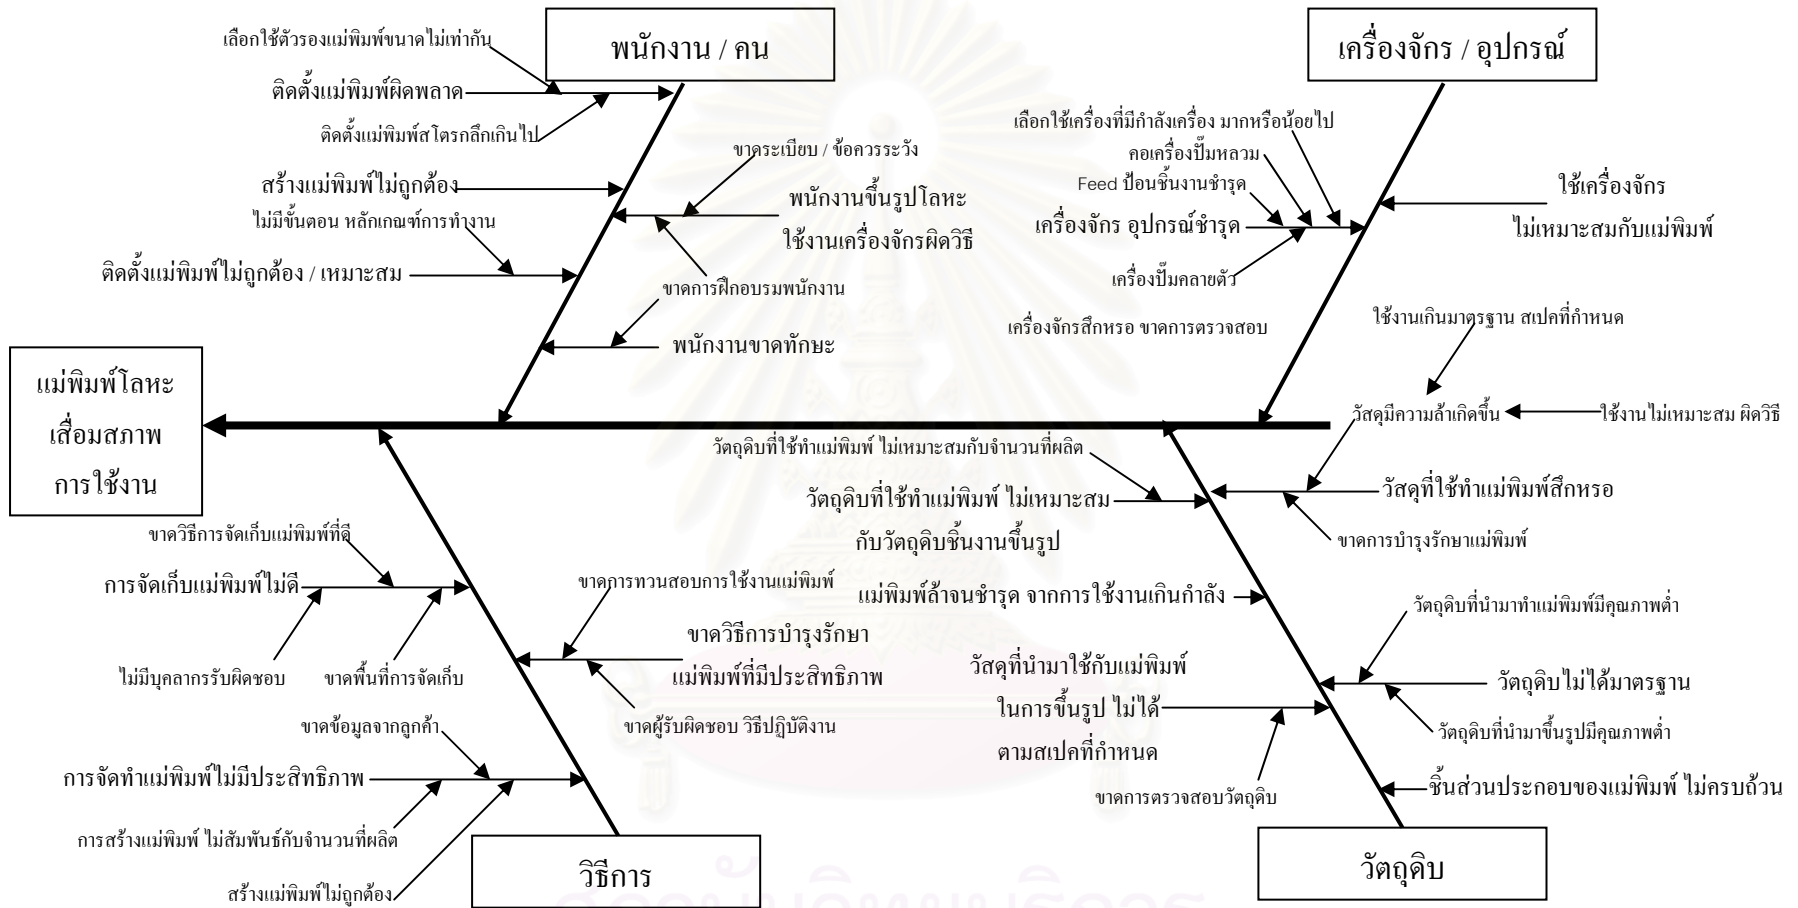 พนักงาน / คน
เครื่องจักร / อุปกรณ์
เลือกใช้ตัวรองแม่พิมพ์ขนาดไม่เท่ากัน
ติดตั้งแม่พิมพ์ผิดพลาด
ติดตั้งแม่พิมพ์สโตรกลึกเกินไป
สร้างแม่พิมพ์ไม่ถูกต้อง
ไม่มีขั้นตอน หลักเกณฑ์การทำงาน
ติดตั้งแม่พิมพ์ไม่ถูกต้อง / เหมาะสม
ขาดระเบียบ / ข้อควรระวัง
พนักงานขึ้นรูปโลหะ
ใช้งานเครื่องจักรผิดวิธี
ขาดการฝึกอบรมพนักงาน
พนักงานขาดทักษะ
เลือกใช้เครื่องที่มีกำลังเครื่อง มากหรือน้อยไป
คอเครื่องปั๊มหลวม
Feed ป้อนชิ้นงานชำรุด
เครื่องจักร อุปกรณ์ชำรุด
เครื่องปั๊มคลายตัว
เครื่องจักรสึกหรอ ขาดการตรวจสอบ
ใช้เครื่องจักร
ไม่เหมาะสมกับแม่พิมพ์
แม่พิมพ์โลหะ
เสื่อมสภาพ
การใช้งาน
ใช้งานเกินมาตรฐาน สเปคที่กำหนด
วัสดุมีความล้าเกิดขึ้น
ใช้งานไม่เหมาะสม ผิดวิธี
วัสดุที่ใช้ทำแม่พิมพ์สึกหรอ
ขาดการบำรุงรักษาแม่พิมพ์
วัตถุดิบที่ใช้ทำแม่พิมพ์ ไม่เหมาะสมกับจำนวนที่ผลิต
วัตถุดิบที่ใช้ทำแม่พิมพ์ ไม่เหมาะสม
กับวัตถุดิบชิ้นงานขึ้นรูป
แม่พิมพ์ล้าจนชำรุด จากการใช้งานเกินกำลัง
วัสดุที่นำมาใช้กับแม่พิมพ์
ในการขึ้นรูป ไม่ได้
ตามสเปคที่กำหนด
ขาดการตรวจสอบวัตถุดิบ
วัตถุดิบที่นำมาทำแม่พิมพ์มีคุณภาพต่ำ
วัตถุดิบไม่ได้มาตรฐาน
วัตถุดิบที่นำมาขึ้นรูปมีคุณภาพต่ำ
ชิ้นส่วนประกอบของแม่พิมพ์ ไม่ครบถ้วน
ขาดวิธีการจัดเก็บแม่พิมพ์ที่ดี
การจัดเก็บแม่พิมพ์ไม่ดี
ไม่มีบุคลากรรับผิดชอบ
ขาดพื้นที่การจัดเก็บ
ขาดการทวนสอบการใช้งานแม่พิมพ์
ขาดวิธีการบำรุงรักษา
แม่พิมพ์ที่มีประสิทธิภาพ
ขาดผู้รับผิดชอบ วิธีปฏิบัติงาน
ขาดข้อมูลจากลูกค้า
การจัดทำแม่พิมพ์ไม่มีประสิทธิภาพ
การสร้างแม่พิมพ์ ไม่สัมพันธ์กับจำนวนที่ผลิต
สร้างแม่พิมพ์ไม่ถูกต้อง
วิธีการ
วัตถุดิบ